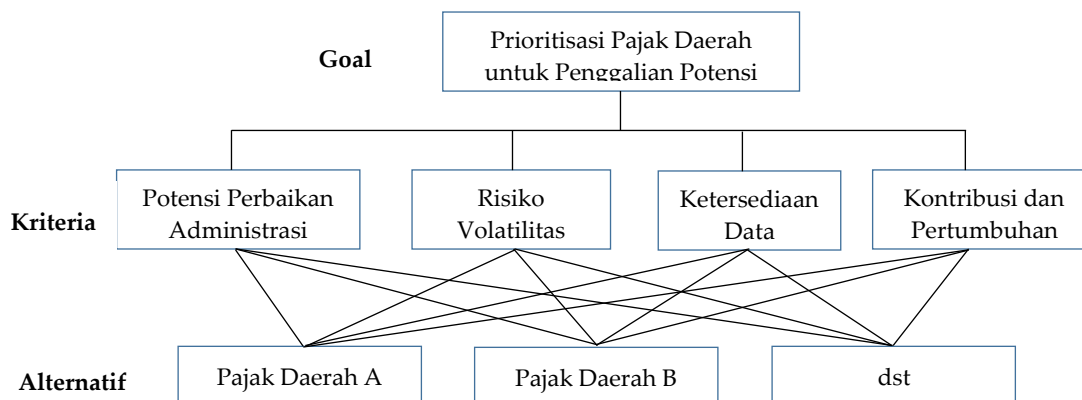 Goal
Prioritisasi Pajak Daerah
untuk Penggalian Potensi
Kriteria
Potensi Perbaikan
Administrasi
Risiko
Volatilitas
Ketersediaan
Data
Kontribusi dan
Pertumbuhan
Alternatif
Pajak Daerah A
Pajak Daerah B
dst